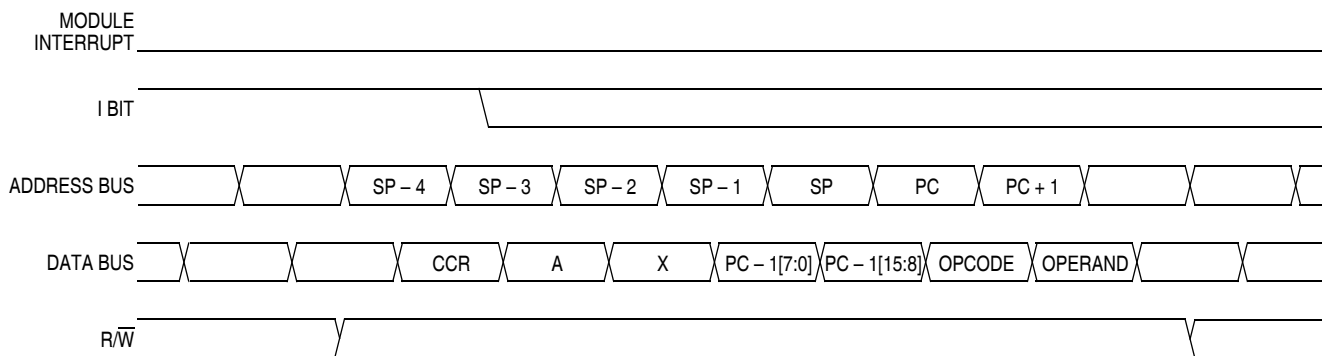 MODULE
INTERRUPT
I BIT
ADDRESS BUS SP – 4 SP – 3 SP – 2 SP – 1 SP PC PC + 1
DATA BUS CCR A X PC – 1[7:0] PC – 1[15:8] OPCODE OPERAND
R/W̅